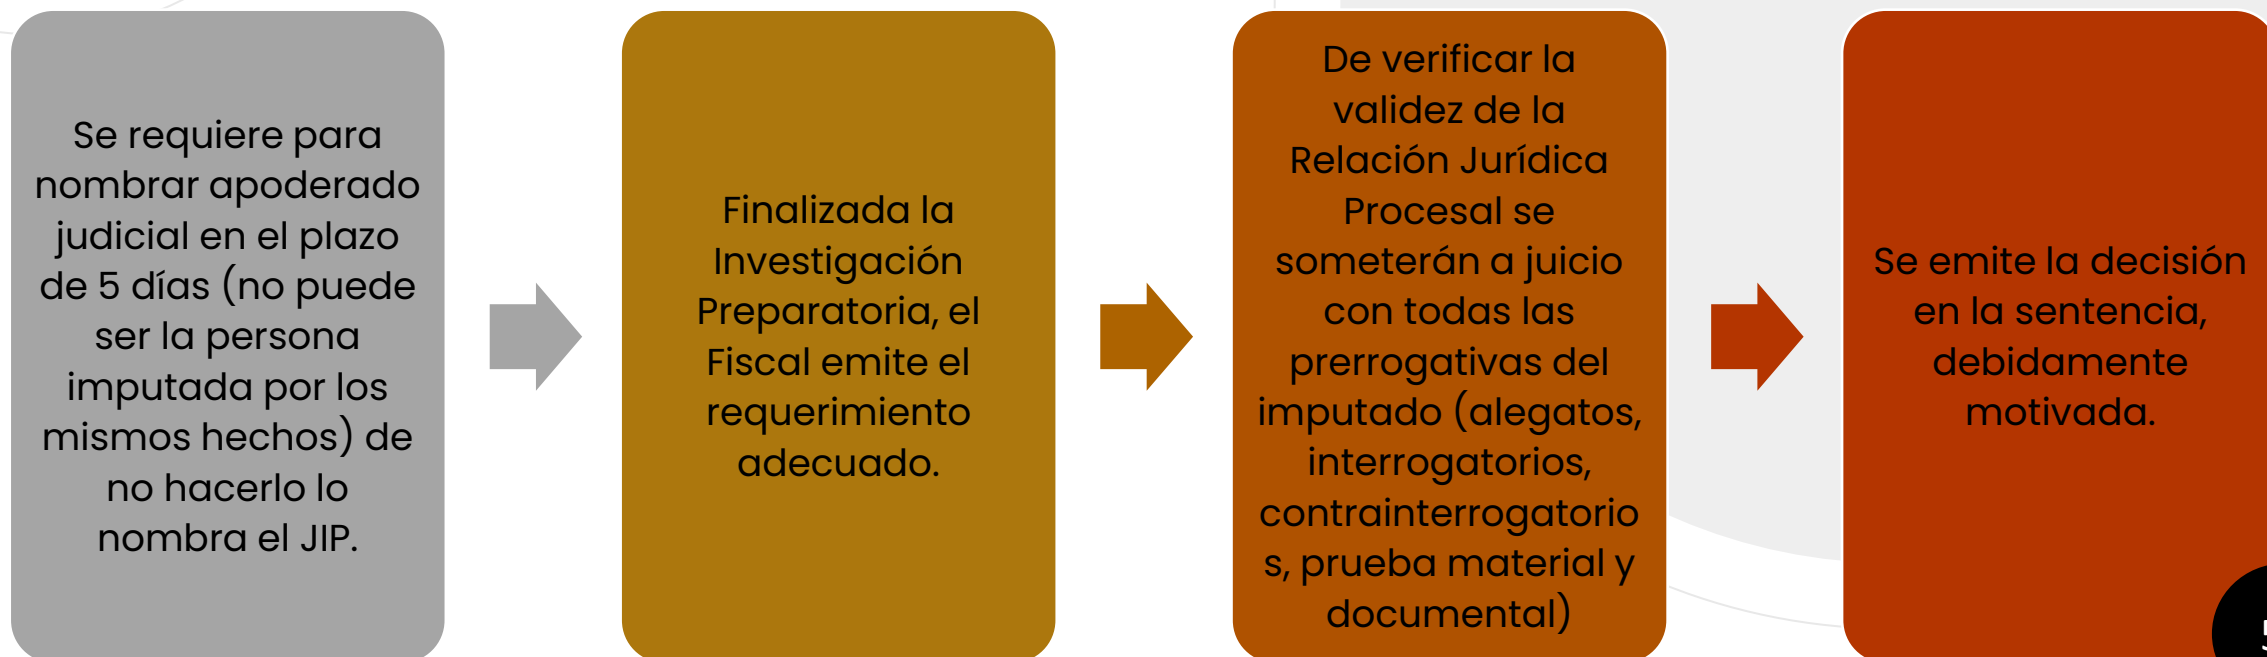 Se requiere para
nombrar apoderado
judicial en el plazo
de 5 días (no puede
ser la persona
imputada por los
mismos hechos) de
no hacerlo lo
nombra el JIP.
Finalizada la
Investigación
Preparatoria, el
Fiscal emite el
requerimiento
adecuado.
De verificar la
validez de la
Relación Jurídica
Procesal se
someterán a juicio
con todas las
prerrogativas del
imputado (alegatos,
interrogatorios,
contrainterrogatorio
s, prueba material y
documental)
Se emite la decisión
en la sentencia,
debidamente
motivada.